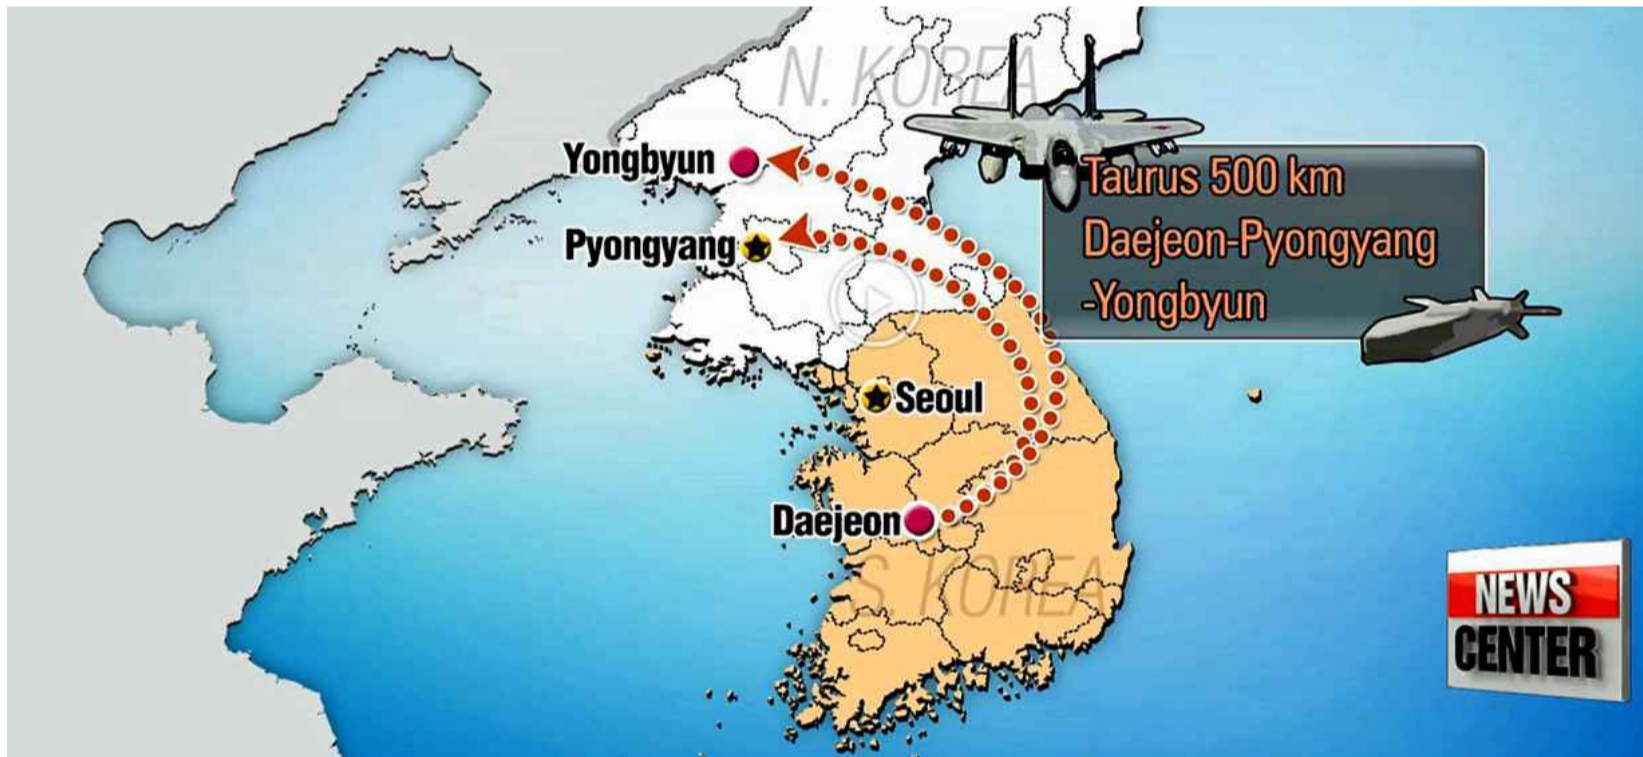 N. KOREA
Yongbyun
Taurus 500 km
Pyongyang
Daejeon-Pyongyang
-Yongbyun
Seoul
Daejeon
S. KOREA
NEWS
CENTER